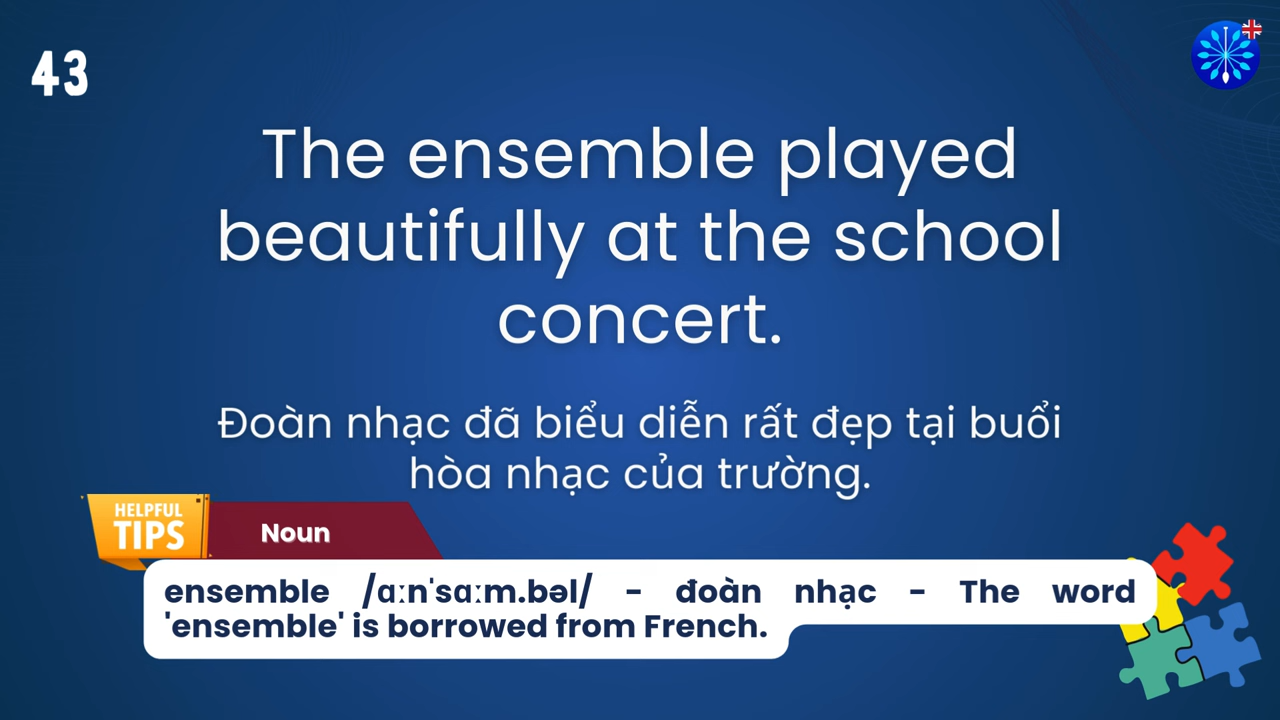 43
The ensemble played
beautifully at the school
concert.
Đoàn nhạc đã biểu diễn rất đẹp tại buổi
hòa nhạc của trường.
HELPFUL
TIPS
Noun
ensemble /ɑːnˈsɑːm.bəl/ - đoàn nhạc - The word
'ensemble' is borrowed from French.